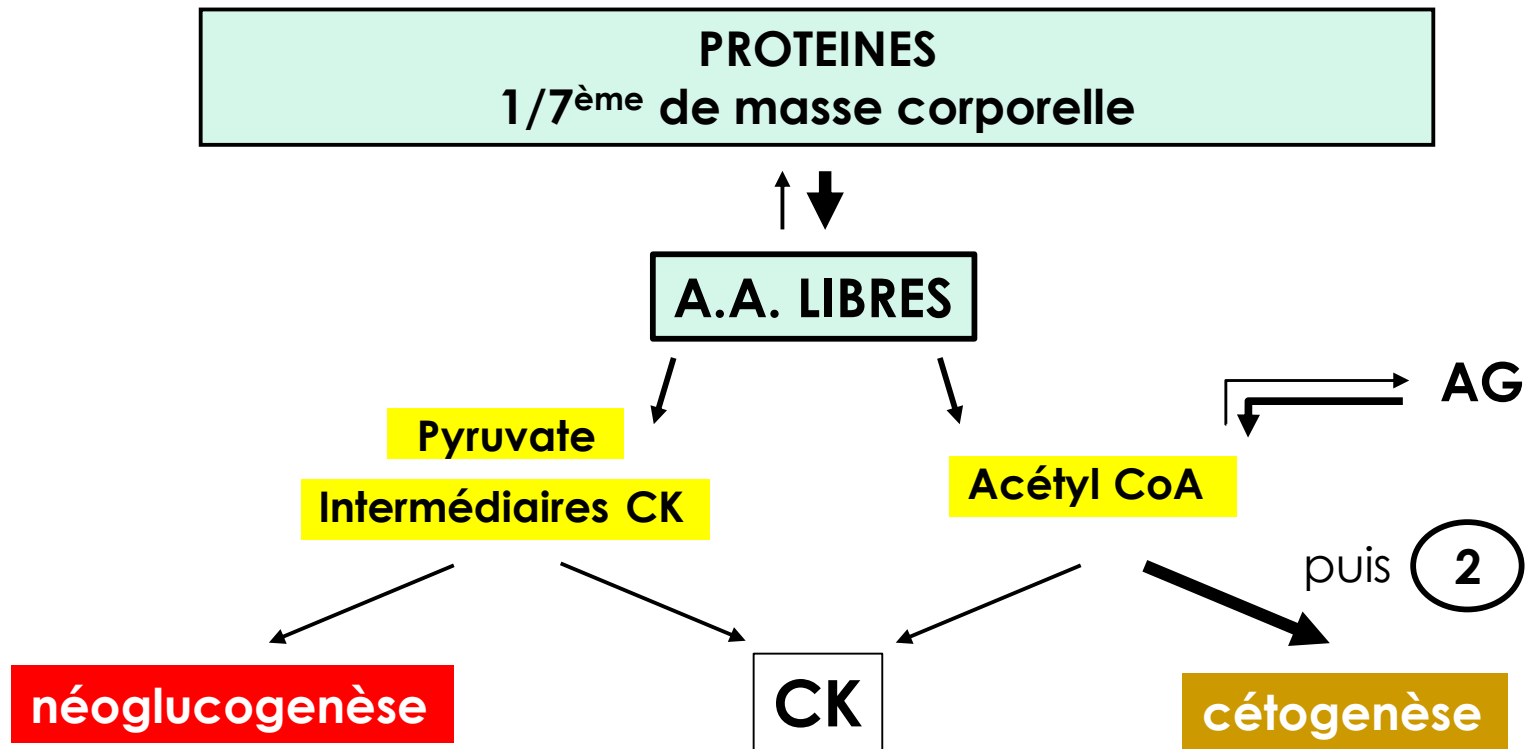 PROTEINES
1/7ème de masse corporelle
A.A. LIBRES
AG
Pyruvate
Acétyl CoA
Intermédiaires CK
puis 2
néoglucogenèse
CK
cétogenèse